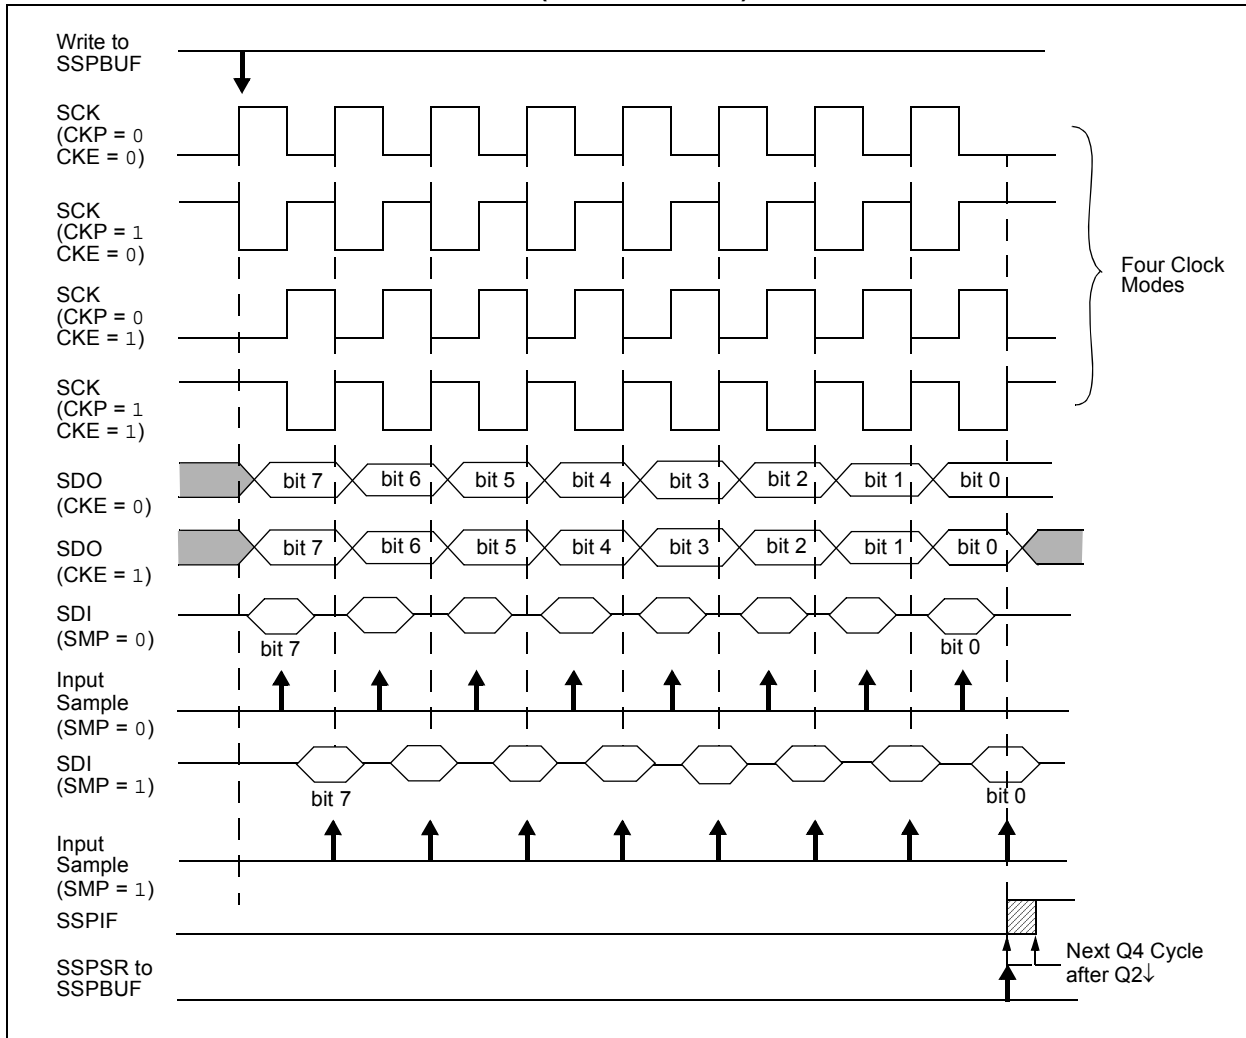 Write to
SSPBUF
SCK
(CKP = 0
CKE = 0)
SCK
(CKP = 1
CKE = 0)
SCK
(CKP = 0
CKE = 1)
SCK
(CKP = 1
CKE = 1)
Four Clock
Modes
SDO
(CKE = 0)
bit 7 bit 6 bit 5 bit 4 bit 3 bit 2 bit 1 bit 0
SDO
(CKE = 1)
bit 7 bit 6 bit 5 bit 4 bit 3 bit 2 bit 1 bit 0
SDI
(SMP = 0)
bit 7 bit 0
Input
Sample
(SMP = 0)
SDI
(SMP = 1)
bit 7 bit 0
Input
Sample
(SMP = 1)
SSPIF
SSPSR to
SSPBUF
Next Q4 Cycle
after Q2↓